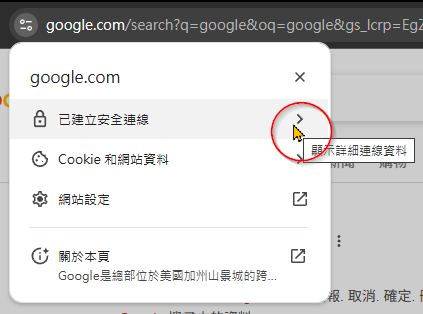 google.com/search?q=google&oq=google&gs_lcrp=EgZ
google.com
已建立安全連線
顯示詳細連線資料
Cookie 和網站資料
新聞
購物
網站設定
關於本頁
Google是總部位於美國加州山景城的跨...
報. 取消. 確定. 刪